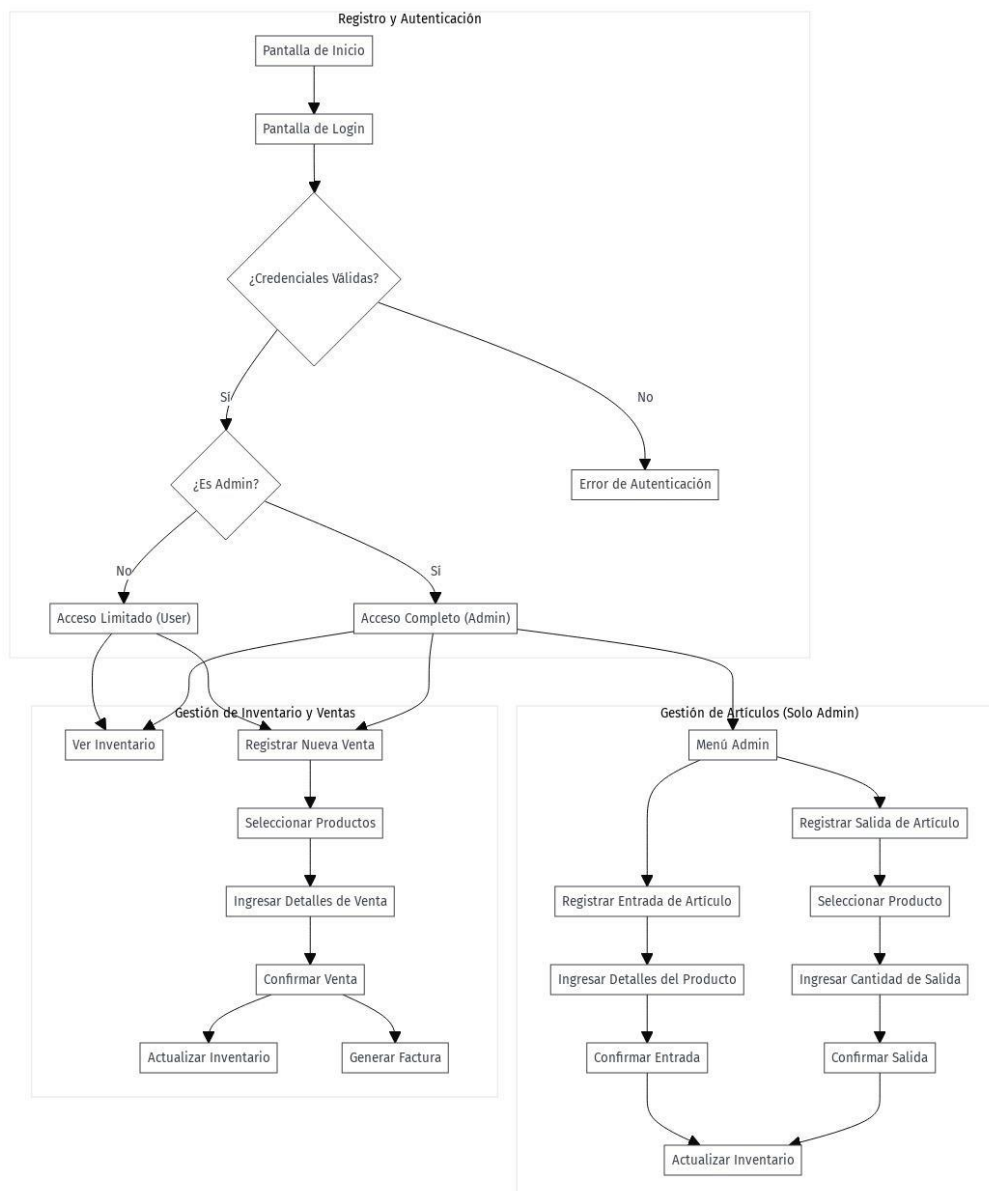 Registro y Autenticación
Pantalla de Inicio
Pantalla de Login
¿Credenciales Válidas?
Sí
No
¿Es Admin?
Error de Autenticación
No
Sí
Acceso Limitado (User)
Acceso Completo (Admin)
Gestión de Inventario y Ventas
Ver Inventario
Registrar Nueva Venta
Seleccionar Productos
Ingresar Detalles de Venta
Confirmar Venta
Actualizar Inventario
Generar Factura
Gestión de Artículos (Solo Admin)
Menú Admin
Registrar Salida de Artículo
Registrar Entrada de Artículo
Seleccionar Producto
Ingresar Detalles del Producto
Ingresar Cantidad de Salida
Confirmar Entrada
Confirmar Salida
Actualizar Inventario